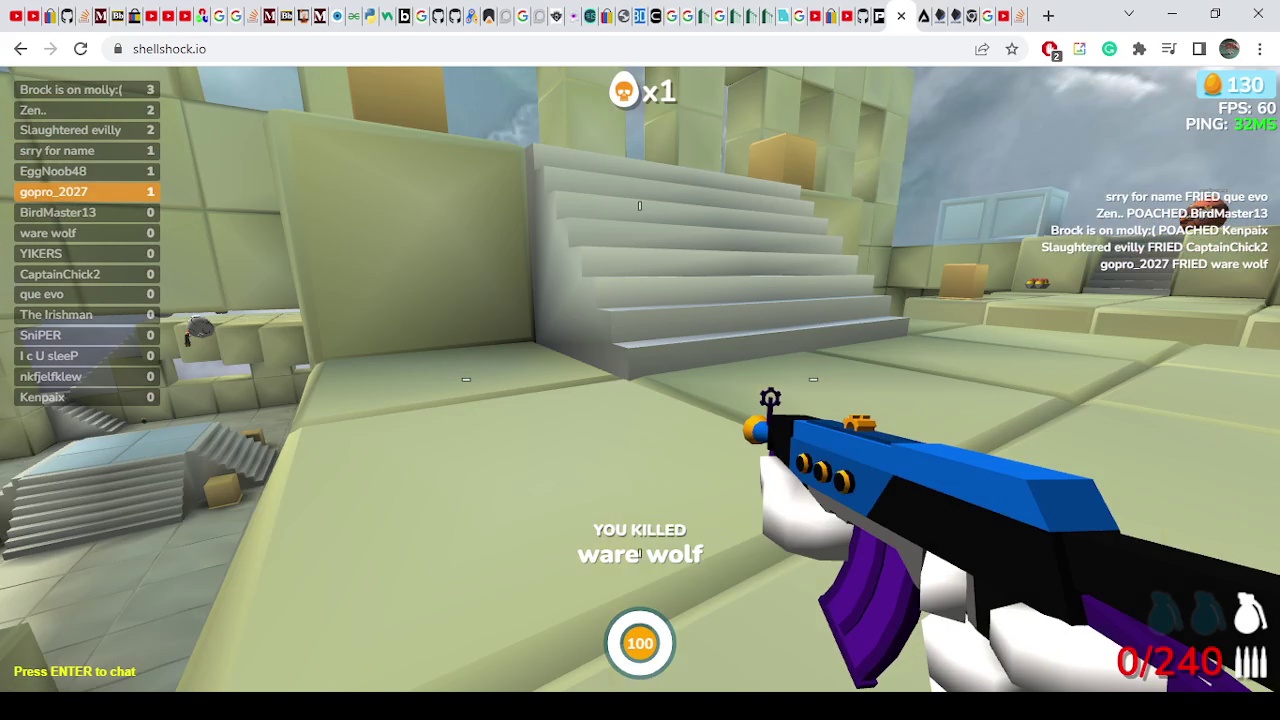 shellshock.io
2
Brock is on molly:( 3
Zen.. 2
Slaughtered evilly 2
srry for name 1
EggNoob48 1
gopro_2027 1
BirdMaster13 0
ware wolf 0
YIKERS 0
CaptainChick2 0
que evo 0
The Irishman 0
SniPER 0
I c U sleeP 0
nkfjelfklew 0
Kenpaix 0
x1
130
FPS: 60
PING: 32MS
srry for name FRIED que evo
Zen.. POACHED BirdMaster13
Brock is on molly:( POACHED Kenpaix
Slaughtered evilly FRIED CaptainChick2
gopro_2027 FRIED ware wolf
YOU KILLED
ware wolf
100
0/240
Press ENTER to chat